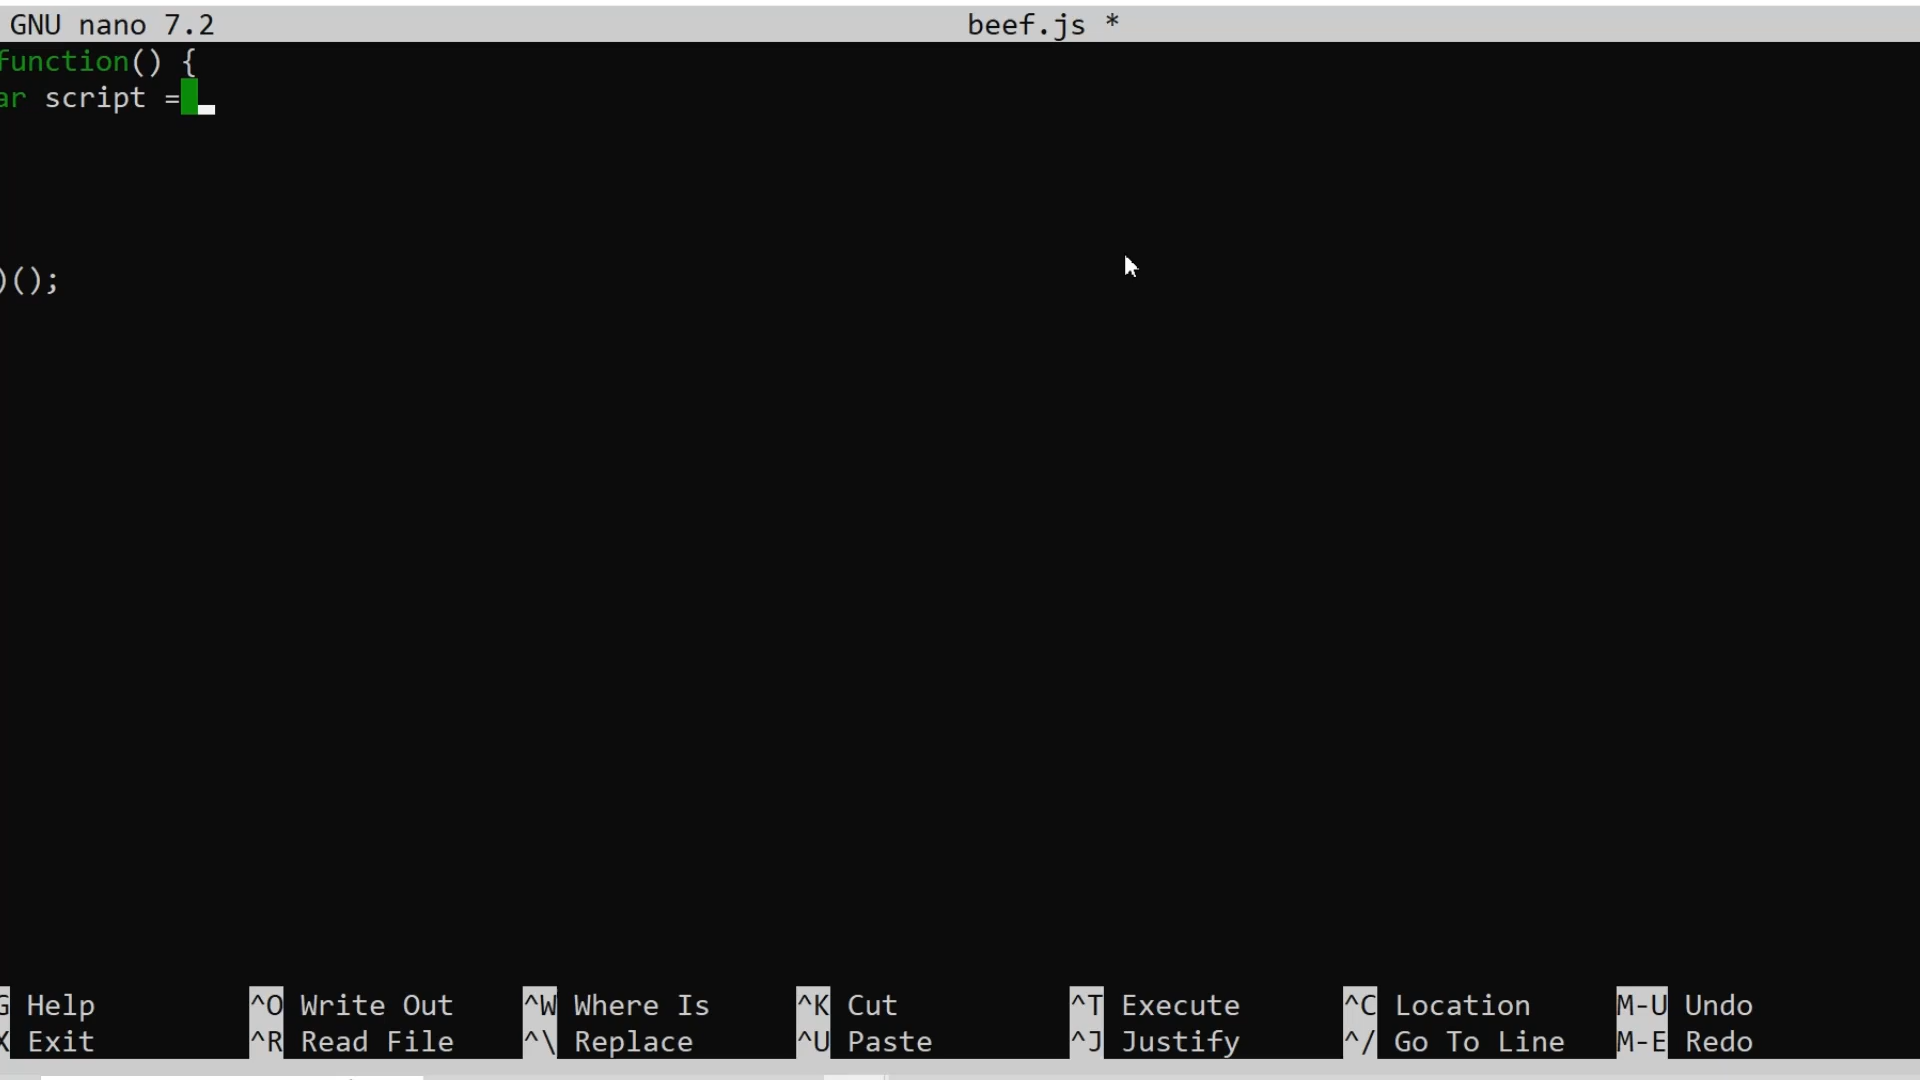 GNU nano 7.2 beef.js *
function() {
ar script =
)();
G Help ^O Write Out ^W Where Is ^K Cut ^T Execute ^C Location M-U Undo
X Exit ^R Read File ^\ Replace ^U Paste ^J Justify ^/ Go To Line M-E Redo